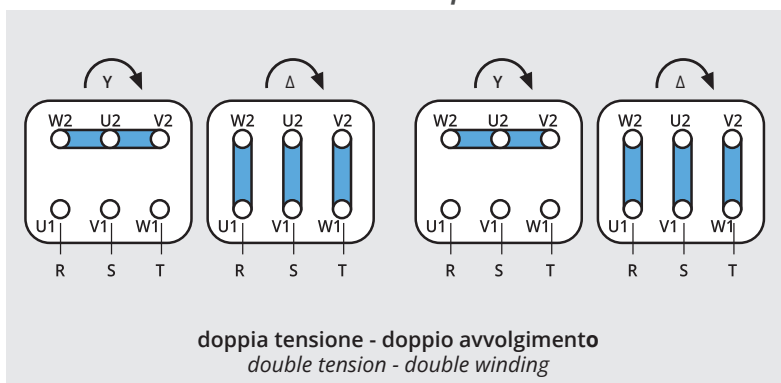 Y Δ Y Δ
W2 U2 V2 W2 U2 V2 W2 U2 V2 W2 U2 V2
U1 V1 W1 U1 V1 W1 U1 V1 W1 U1 V1 W1
R S T R S T R S T R S T
doppia tensione - doppio avvolgimento
double tension - double winding